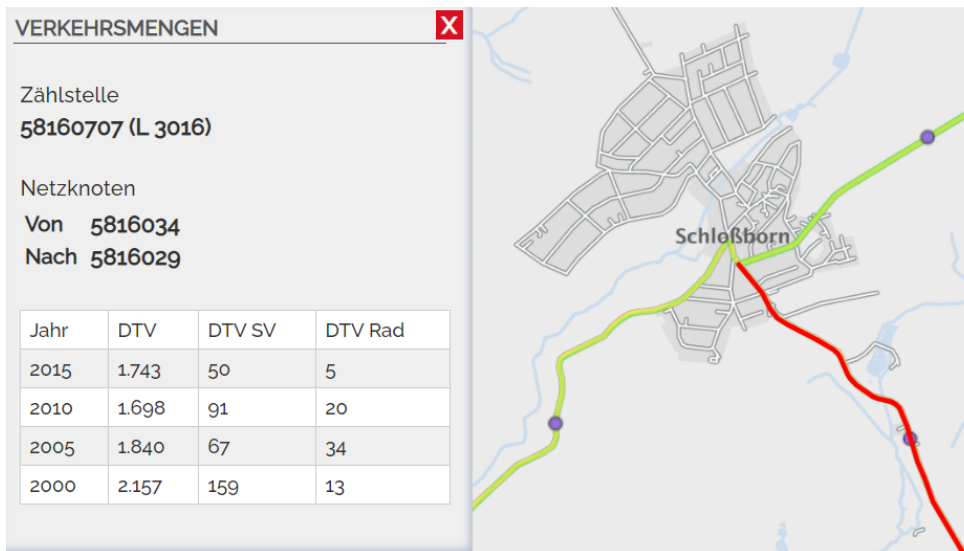 VERKEHRSMENGEN X
Zählstelle
58160707 (L 3016)
Netzknoten
Von 5816034
Nach 5816029
Jahr DTV DTV SV DTV Rad
2015 1.743 50 5
2010 1.698 91 20
2005 1.840 67 34
2000 2.157 159 13
Schloßborn